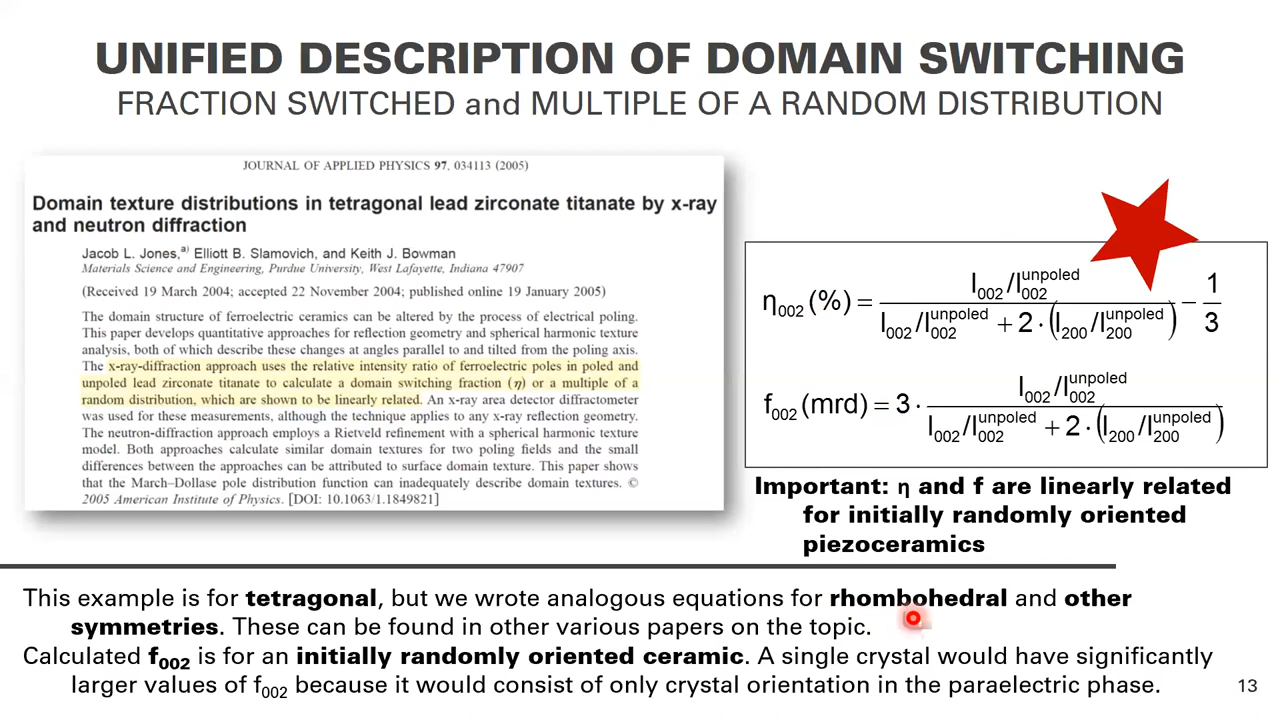 UNIFIED DESCRIPTION OF DOMAIN SWITCHING
FRACTION SWITCHED and MULTIPLE OF A RANDOM DISTRIBUTION
JOURNAL OF APPLIED PHYSICS 97, 034113 (2005)
Domain texture distributions in tetragonal lead zirconate titanate by x-ray
and neutron diffraction
Jacob L. Jones,a) Elliott B. Slamovich, and Keith J. Bowman
Materials Science and Engineering, Purdue University, West Lafayette, Indiana 47907
(Received 19 March 2004; accepted 22 November 2004; published online 19 January 2005)
The domain structure of ferroelectric ceramics can be altered by the process of electrical poling.
This paper develops quantitative approaches for reflection geometry and spherical harmonic texture
analysis, both of which describe these changes at angles parallel to and tilted from the poling axis.
The x-ray-diffraction approach uses the relative intensity ratio of ferroelectric poles in poled and
unpoled lead zirconate titanate to calculate a domain switching fraction (η) or a multiple of a
random distribution, which are shown to be linearly related. An x-ray area detector diffractometer
was used for these measurements, although the technique applies to any x-ray reflection geometry.
The neutron-diffraction approach employs a Rietveld refinement with a spherical harmonic texture
model. Both approaches calculate similar domain textures for two poling fields and the small
differences between the approaches can be attributed to surface domain texture. This paper shows
that the March–Dollase pole distribution function can inadequately describe domain textures. ©
2005 American Institute of Physics. [DOI: 10.1063/1.1849821]
η002 (%) = I002/I002^unpoled / (I002/I002^unpoled + 2·(I200/I200^unpoled)) − 1/3
f002 (mrd) = 3 · I002/I002^unpoled / (I002/I002^unpoled + 2·(I200/I200^unpoled))
Important: η and f are linearly related
for initially randomly oriented
piezoceramics
This example is for tetragonal, but we wrote analogous equations for rhombohedral and other
symmetries. These can be found in other various papers on the topic.
Calculated f002 is for an initially randomly oriented ceramic. A single crystal would have significantly
larger values of f002 because it would consist of only crystal orientation in the paraelectric phase.
13